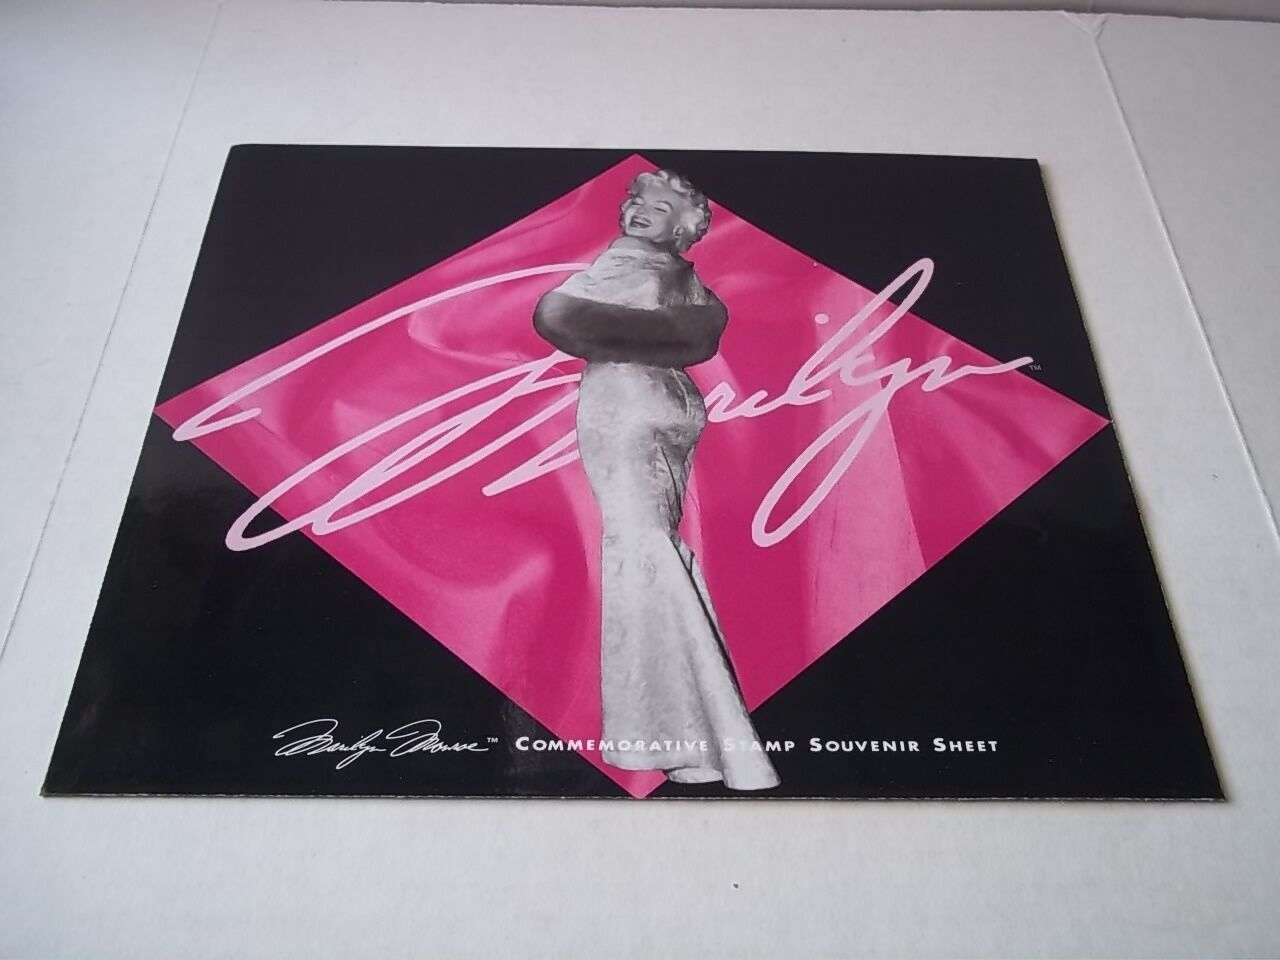 Marilyn™
Marilyn Monroe™ COMMEMORATIVE STAMP SOUVENIR SHEET